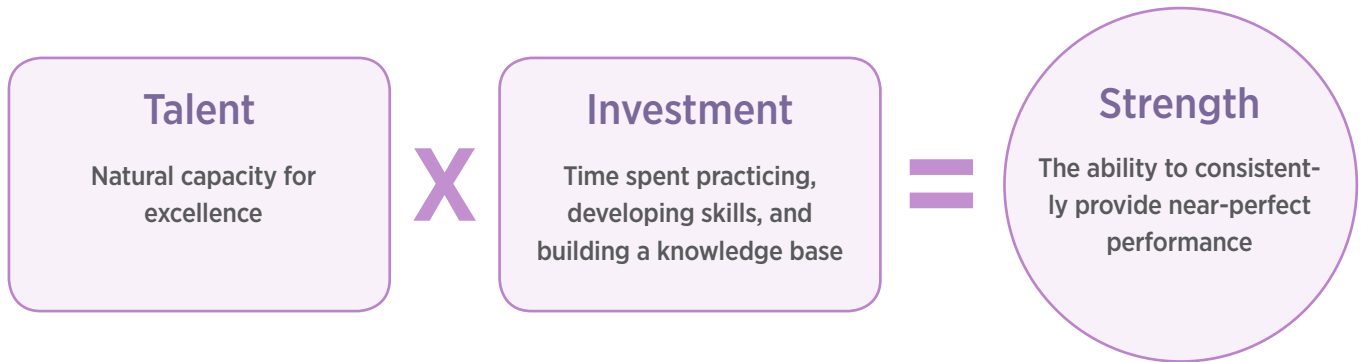 Talent
Natural capacity for
excellence
X
Investment
Time spent practicing,
developing skills, and
building a knowledge base
=
Strength
The ability to consistent-
ly provide near-perfect
performance